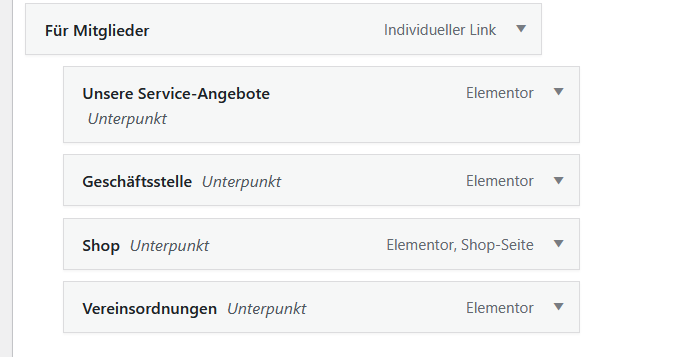 Für Mitglieder Individueller Link
Unsere Service-Angebote Elementor
Unterpunkt
Geschäftsstelle Unterpunkt Elementor
Shop Unterpunkt Elementor, Shop-Seite
Vereinsordnungen Unterpunkt Elementor